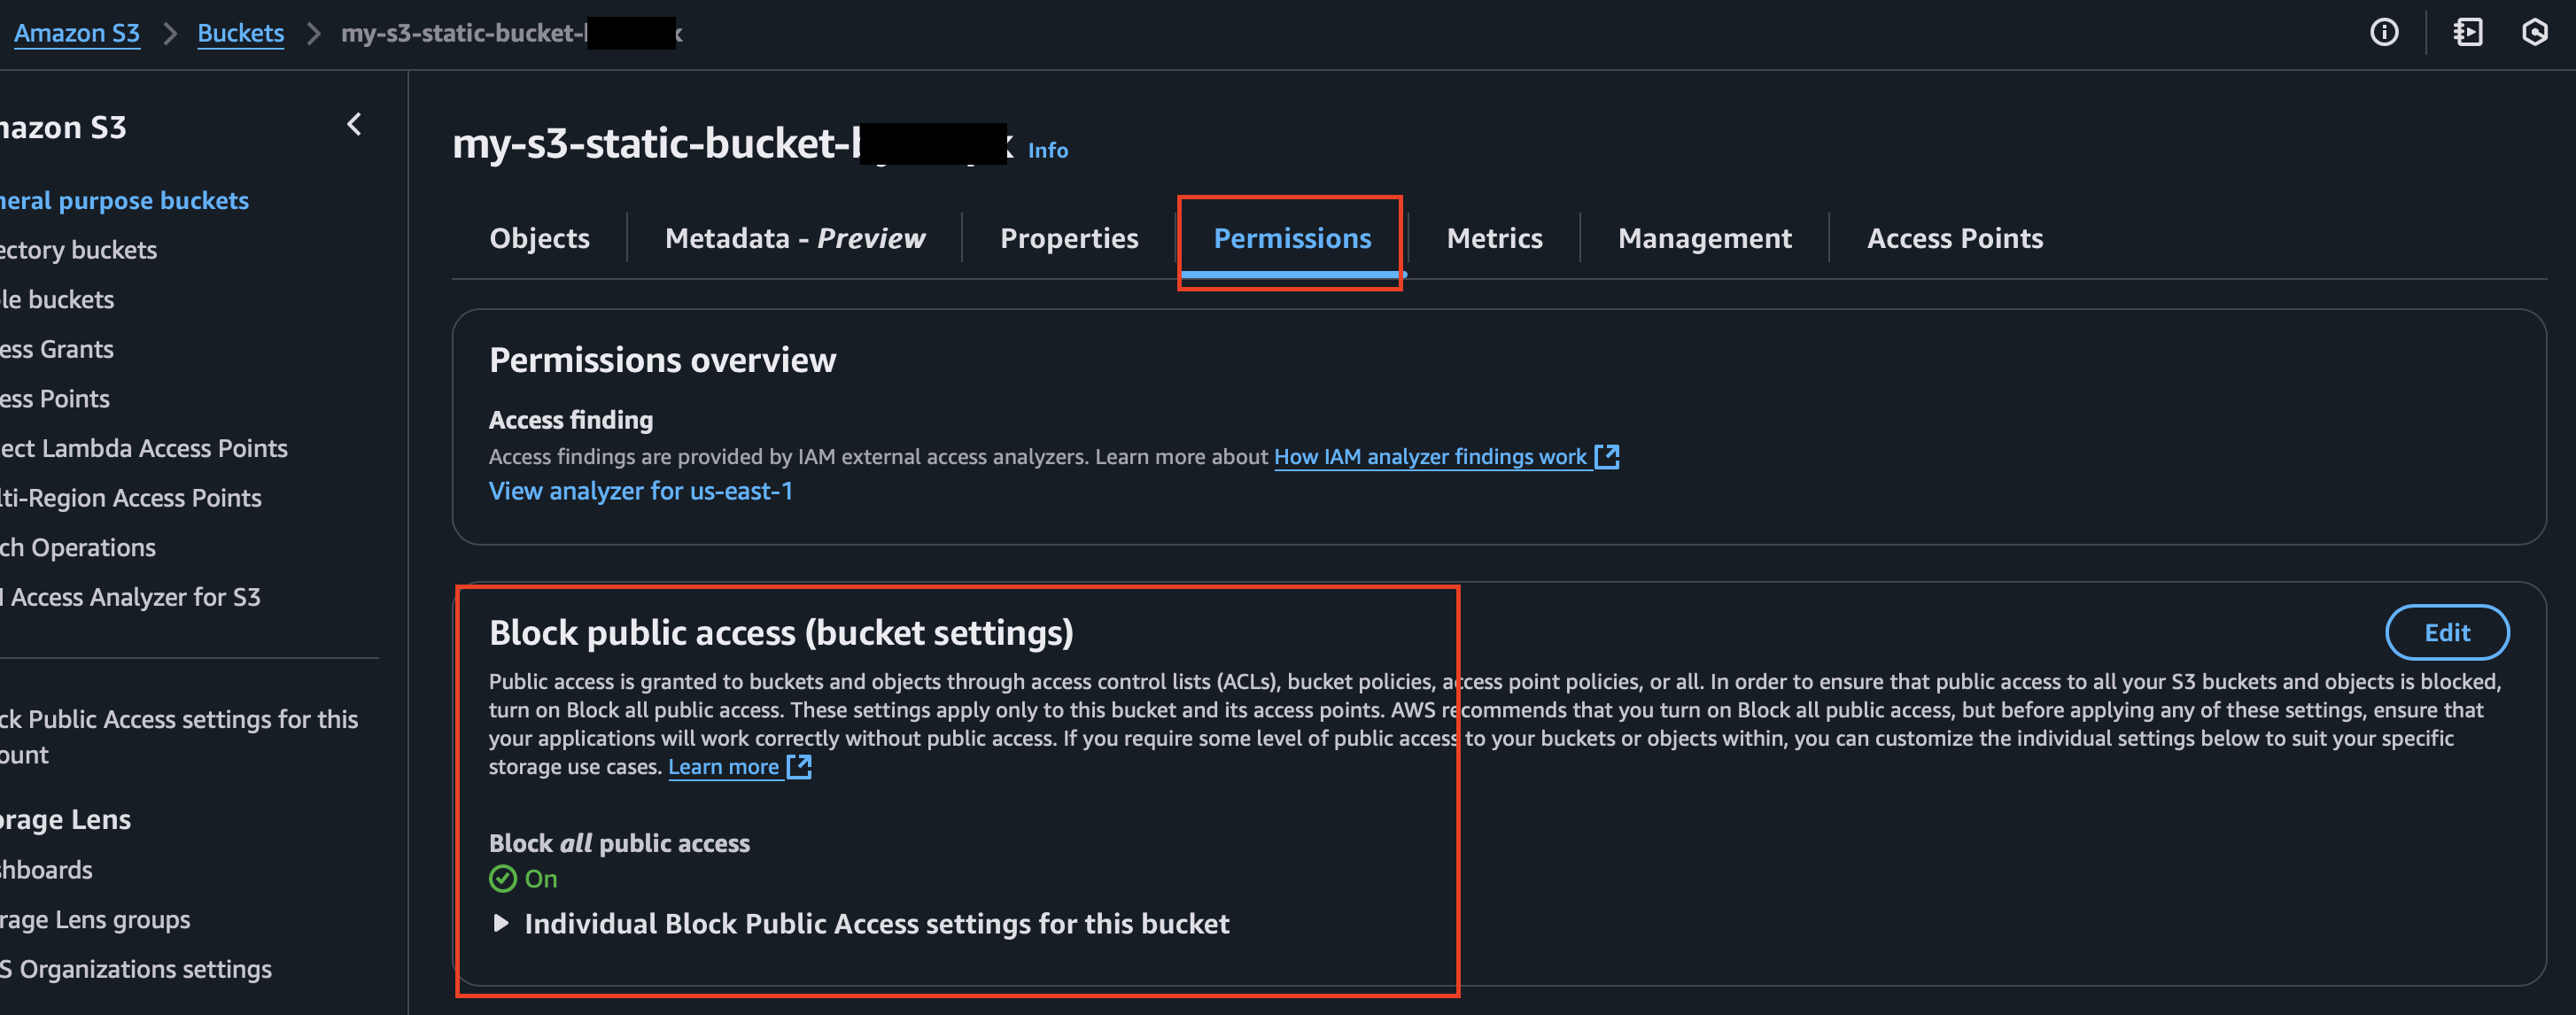 Amazon S3 > Buckets > my-s3-static-bucket-
mazon S3
neral purpose buckets
ectory buckets
le buckets
ess Grants
ess Points
ject Lambda Access Points
lti-Region Access Points
tch Operations
Access Analyzer for S3
ck Public Access settings for this
ount
orage Lens
shboards
rage Lens groups
S Organizations settings
my-s3-static-bucket- Info
Objects
Metadata - Preview
Properties
Permissions
Metrics
Management
Access Points
Permissions overview
Access finding
Access findings are provided by IAM external access analyzers. Learn more about How IAM analyzer findings work
View analyzer for us-east-1
Block public access (bucket settings)
Edit
Public access is granted to buckets and objects through access control lists (ACLs), bucket policies, access point policies, or all. In order to ensure that public access to all your S3 buckets and objects is blocked,
turn on Block all public access. These settings apply only to this bucket and its access points. AWS recommends that you turn on Block all public access, but before applying any of these settings, ensure that
your applications will work correctly without public access. If you require some level of public access to your buckets or objects within, you can customize the individual settings below to suit your specific
storage use cases. Learn more
Block all public access
On
Individual Block Public Access settings for this bucket